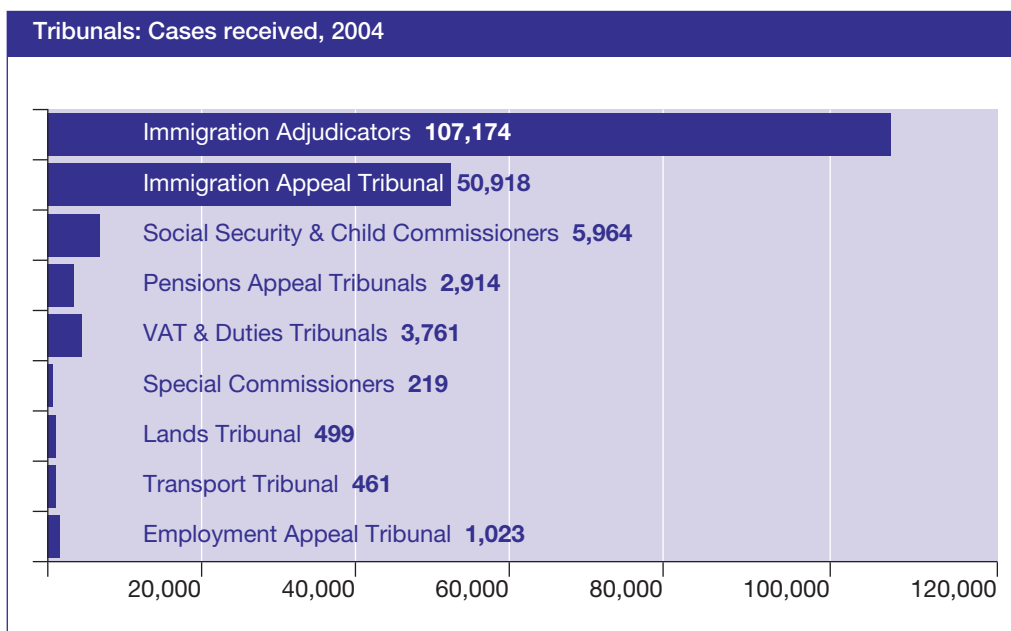 Tribunals: Cases received, 2004
Immigration Adjudicators 107,174
Immigration Appeal Tribunal 50,918
Social Security & Child Commissioners 5,964
Pensions Appeal Tribunals 2,914
VAT & Duties Tribunals 3,761
Special Commissioners 219
Lands Tribunal 499
Transport Tribunal 461
Employment Appeal Tribunal 1,023
20,000 40,000 60,000 80,000 100,000 120,000